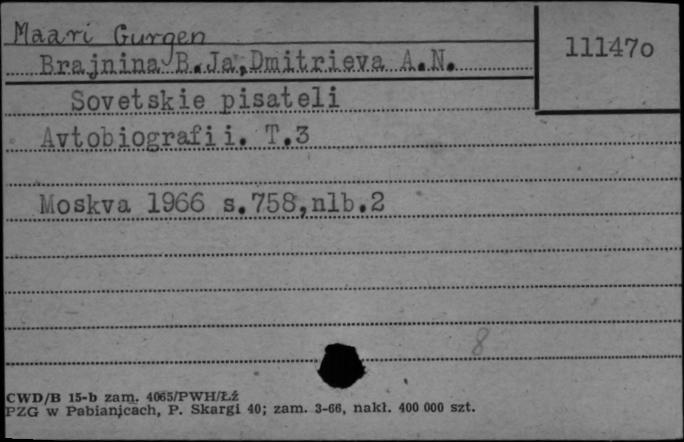 Maari Gurgen
111470
Brajnina B.Ja,Dmitrieva A.N.
Sovetskie pisateli
Avtobiografii. T.3
Moskva 1966 s.758,nlb.2
8
CWD/B 15-b zam. 4065/PWH/Łź
PZG w Pabianicach, P. Skargi 40; zam. 3-66, nakł. 400 000 szt.